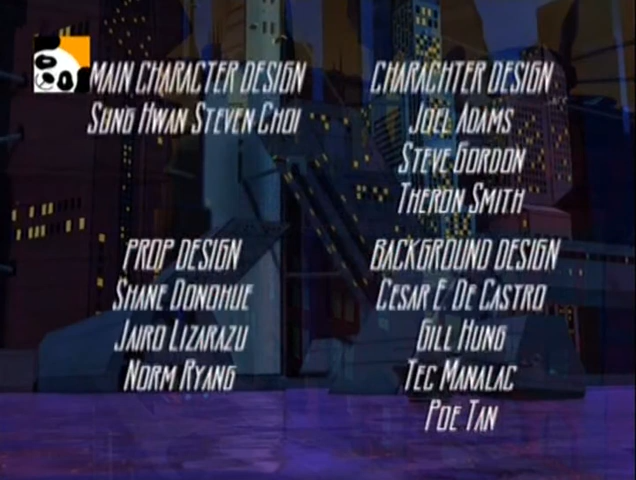 MAIN CHARACTER DESIGN
SUNG HWAN STEVEN CHOI
CHARACHTER DESIGN
JOEL ADAMS
STEVE GORDON
THERON SMITH
PROP DESIGN
SHANE DONOHUE
JAIRO LIZARAZU
NORM RYANG
BACKGROUND DESIGN
CESAR E. DE CASTRO
GILL HUNG
TEC MANALAC
POE TAN